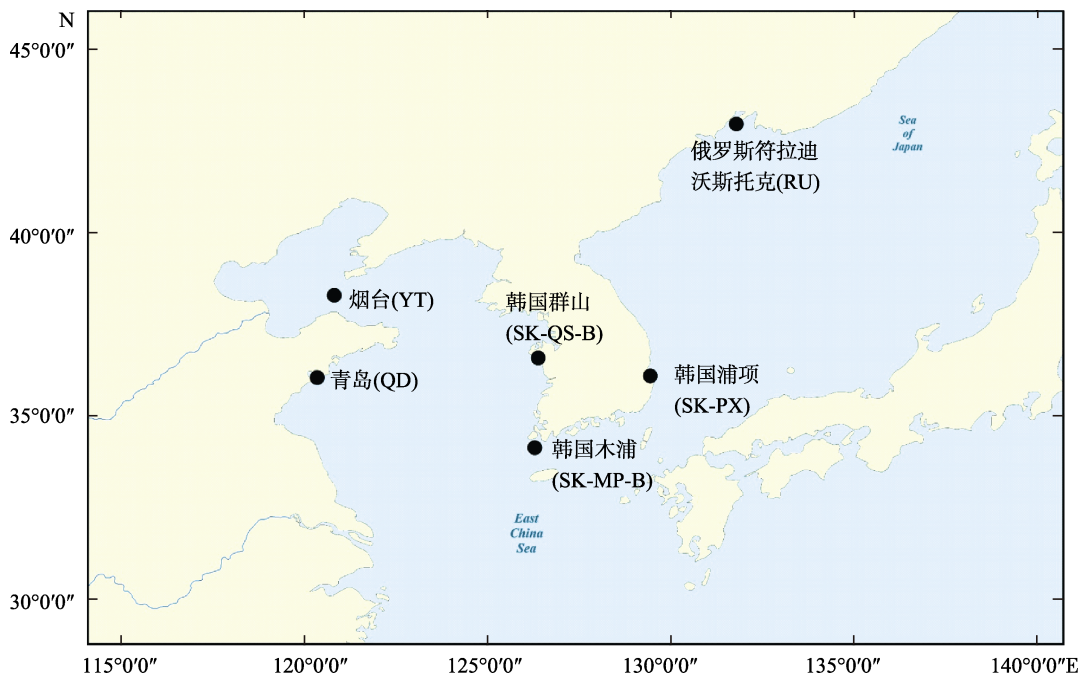 N
45°0′0″
Sea
of
Japan
俄罗斯符拉迪
沃斯托克(RU)
40°0′0″
烟台(YT)
韩国群山
(SK-QS-B)
青岛(QD)
韩国浦项
(SK-PX)
35°0′0″
韩国木浦
(SK-MP-B)
East
China
Sea
30°0′0″
115°0′0″
120°0′0″
125°0′0″
130°0′0″
135°0′0″
140°0′0″E